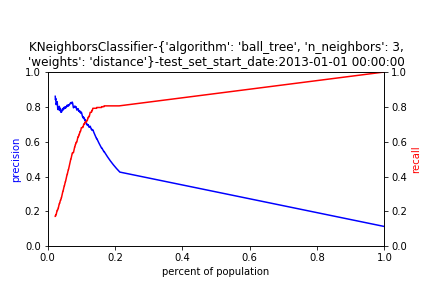 KNeighborsClassifier-{'algorithm': 'ball_tree', 'n_neighbors': 3,
'weights': 'distance'}-test_set_start_date:2013-01-01 00:00:00
1.0
0.8
0.6
0.4
0.2
0.0
precision
1.0
0.8
0.6
0.4
0.2
0.0
recall
0.0 0.2 0.4 0.6 0.8 1.0
percent of population